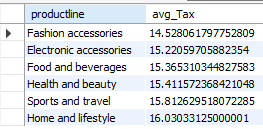 productline avg_Tax
Fashion accessories 14.528061797752809
Electronic accessories 15.22059705882354
Food and beverages 15.365310344827583
Health and beauty 15.411572368421048
Sports and travel 15.812629518072285
Home and lifestyle 16.03033125000001